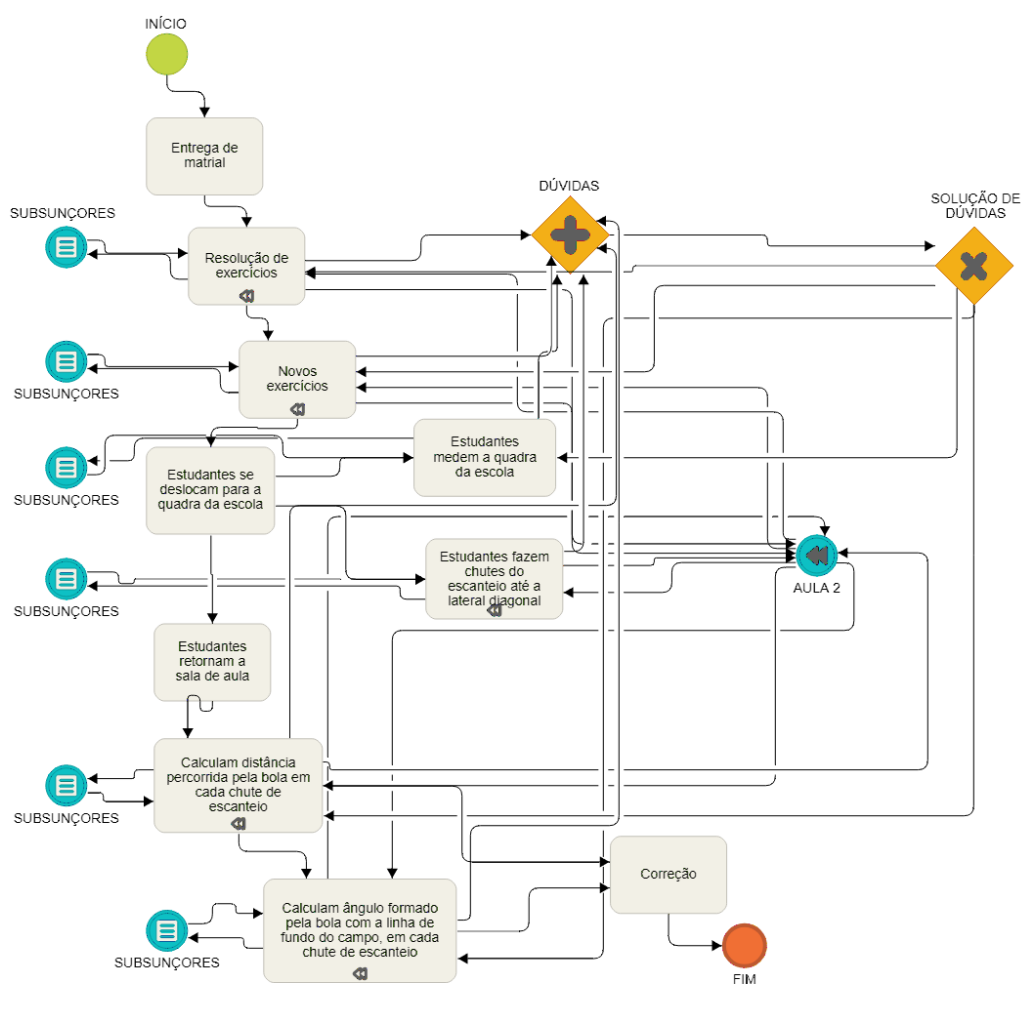 INÍCIO
Entrega de
matrial
SUBSUNÇORES
Resolução de
exercícios
DÚVIDAS
SOLUÇÃO DE
DÚVIDAS
Novos
exercícios
SUBSUNÇORES
Estudantes
medem a quadra
da escola
Estudantes se
deslocam para a
quadra da escola
SUBSUNÇORES
Estudantes fazem
chutes do
escanteio até a
lateral diagonal
AULA 2
SUBSUNÇORES
Estudantes
retornam a
sala de aula
Calculam distância
percorrida pela bola em
cada chute de
escanteio
SUBSUNÇORES
Correção
Calculam ângulo formado
pela bola com a linha de
fundo do campo, em cada
chute de escanteio
SUBSUNÇORES
FIM